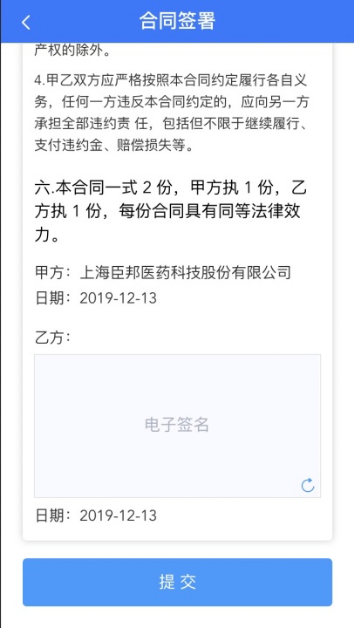 合同签署
产权的除外。
4.甲乙双方应严格按照本合同约定履行各自义
务，任何一方违反本合同约定的，应向另一方
承担全部违约责 任，包括但不限于继续履行、
支付违约金、赔偿损失等。
六.本合同一式 2 份，甲方执 1 份，乙
方执 1 份，每份合同具有同等法律效
力。
甲方：上海臣邦医药科技股份有限公司
日期：2019-12-13
乙方：
电子签名
日期：2019-12-13
提 交